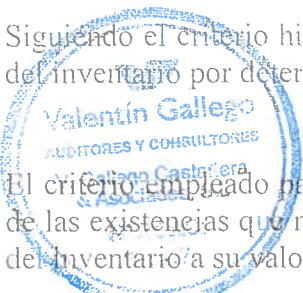 Siguiendo el criterio hi
del inventario por deter
Valentín Gallego
AUDITORES Y CONSULTORES
El criterio empleado
& Asociados
de las existencias que
del inventario a su valo